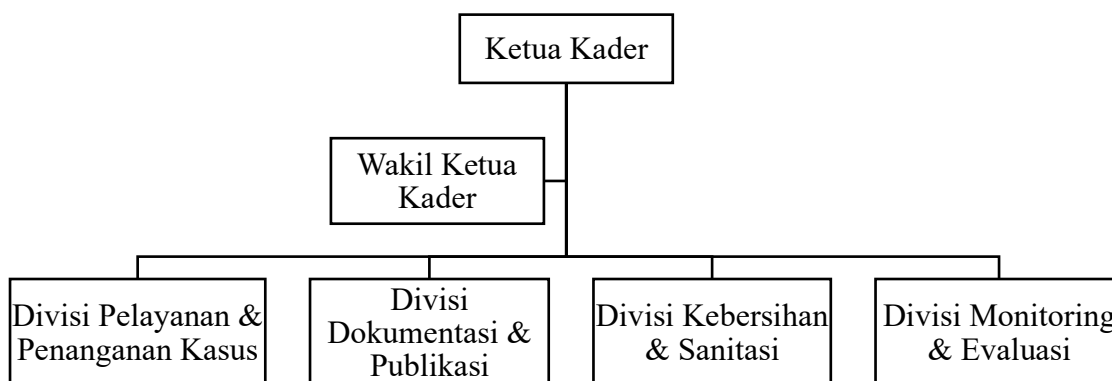 Ketua Kader
Wakil Ketua
Kader
Divisi Pelayanan &
Penanganan Kasus
Divisi
Dokumentasi &
Publikasi
Divisi Kebersihan
& Sanitasi
Divisi Monitoring
& Evaluasi